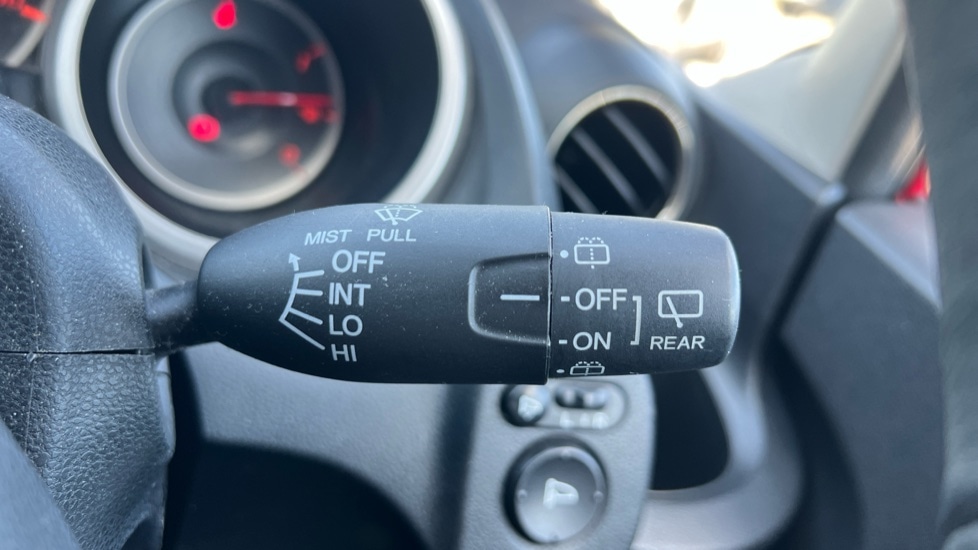 MIST PULL
OFF
INT
LO
HI
OFF
ON
REAR